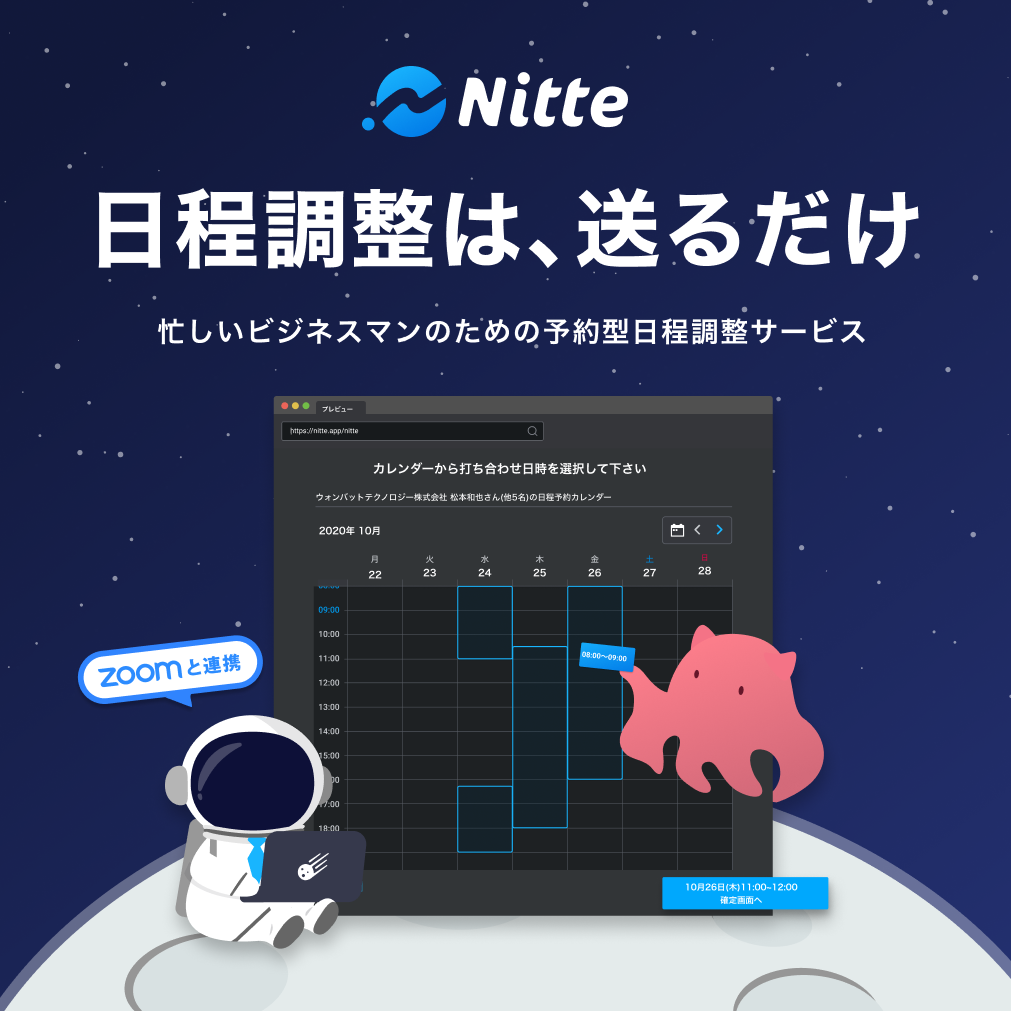 Nitte
日程調整は、送るだけ
忙しいビジネスマンのための予約型日程調整サービス
プレビュー
https://nitte.app/nitte
カレンダーから打ち合わせ日時を選択して下さい
ウォンバットテクノロジー株式会社 松本和也さん(他5名)の日程予約カレンダー
2020年 10月
月 火 水 木 金 土 日
22 23 24 25 26 27 28
09:00
10:00
11:00
08:00〜09:00
12:00
13:00
14:00
15:00
17:00
18:00
zoomと連携
10月26日(木)11:00~12:00
確定画面へ